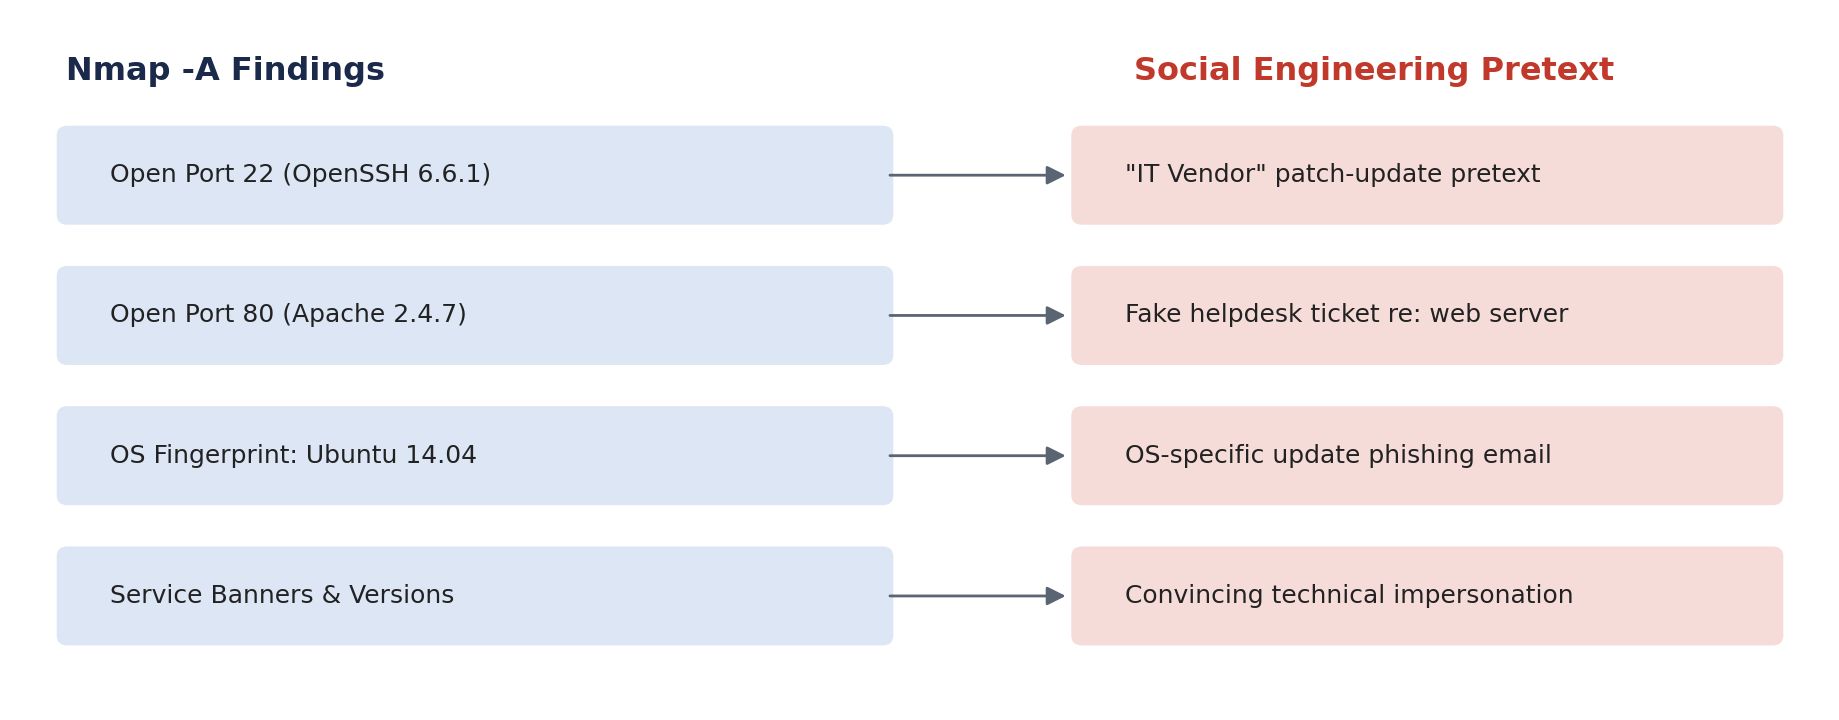 Nmap -A Findings
Social Engineering Pretext
Open Port 22 (OpenSSH 6.6.1)
"IT Vendor" patch-update pretext
Open Port 80 (Apache 2.4.7)
Fake helpdesk ticket re: web server
OS Fingerprint: Ubuntu 14.04
OS-specific update phishing email
Service Banners & Versions
Convincing technical impersonation